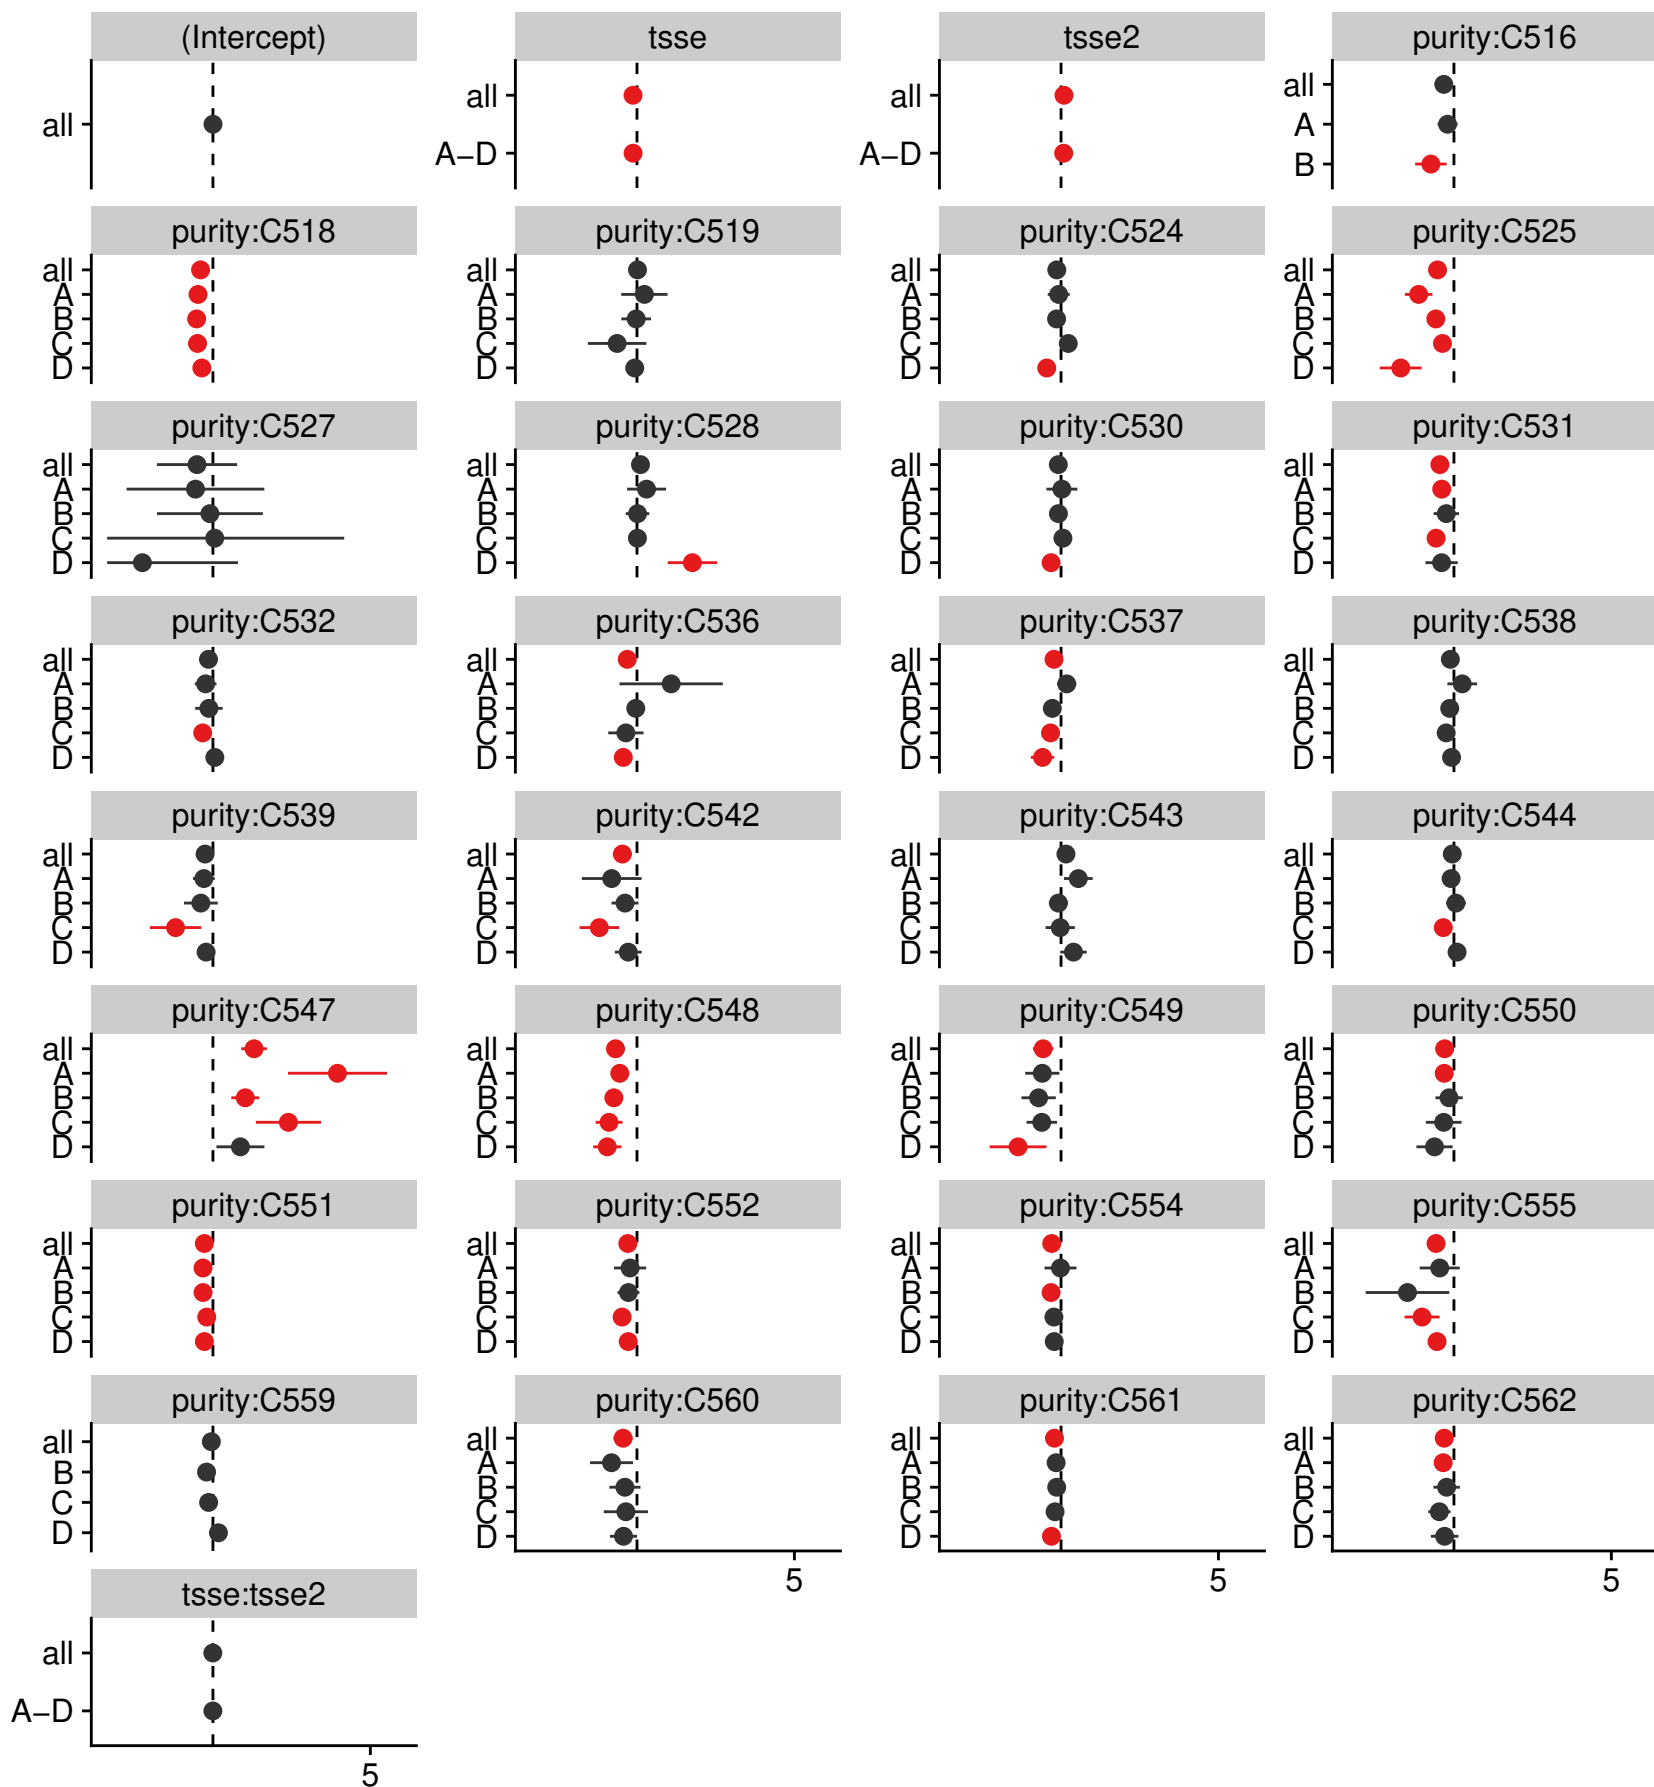 (Intercept) tsse tsse2 purity:C516
all
all
A−D
all
A−D
all
A
B
purity:C518 purity:C519 purity:C524 purity:C525
all all all all
A A A A
B B B B
C C C C
D D D D
purity:C527 purity:C528 purity:C530 purity:C531
all all all all
A A A A
B B B B
C C C C
D D D D
purity:C532 purity:C536 purity:C537 purity:C538
all all all all
A A A A
B B B B
C C C C
D D D D
purity:C539 purity:C542 purity:C543 purity:C544
all all all all
A A A A
B B B B
C C C C
D D D D
purity:C547 purity:C548 purity:C549 purity:C550
all all all all
A A A A
B B B B
C C C C
D D D D
purity:C551 purity:C552 purity:C554 purity:C555
all all all all
A A A A
B B B B
C C C C
D D D D
purity:C559 purity:C560 purity:C561 purity:C562
all
B
C
D
all all all
A A A
B B B
C C C
D D D
5 5 5
tsse:tsse2
all
A−D
5